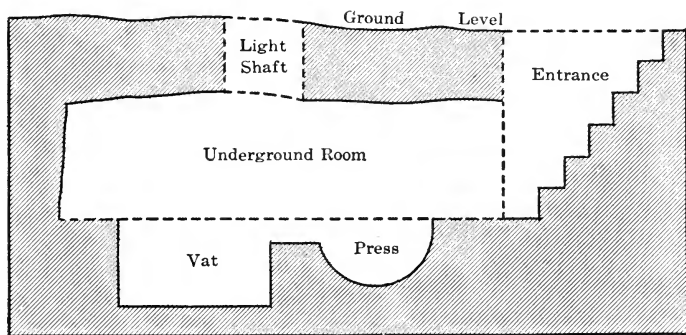 Ground Level
Light
Shaft
Entrance
Underground Room
Vat
Press